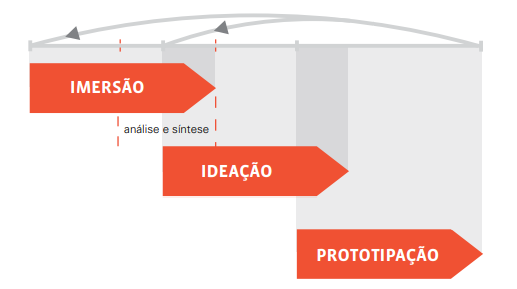 IMERSÃO
análise e síntese
IDEAÇÃO
PROTOTIPAÇÃO